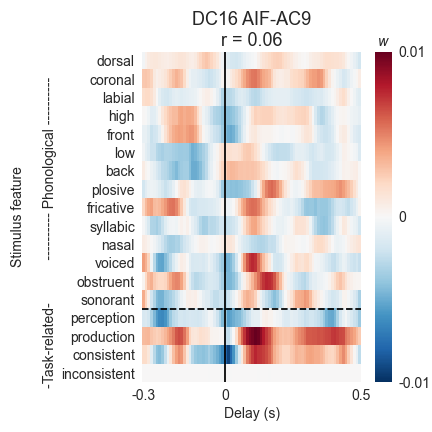 DC16 AIF-AC9
r = 0.06
w
Stimulus feature
---------- Phonological ----------
-Task-related-
dorsal
coronal
labial
high
front
low
back
plosive
fricative
syllabic
nasal
voiced
obstruent
sonorant
perception
production
consistent
inconsistent
-0.3
0
0.5
Delay (s)
0.01
0
-0.01